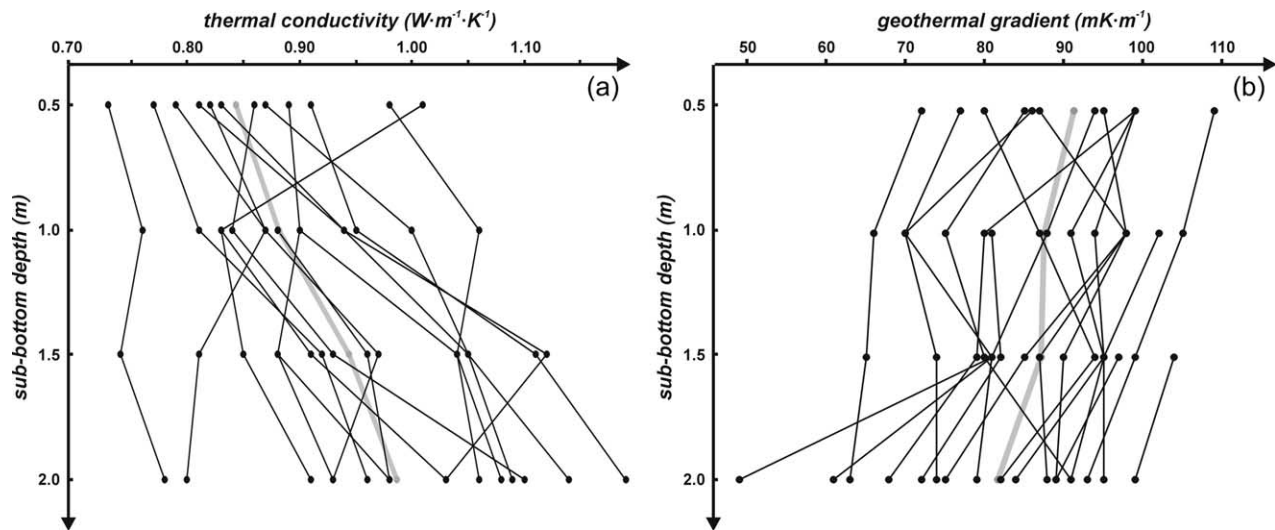 thermal conductivity (W·m⁻¹·K⁻¹)
0.70 0.80 0.90 1.00 1.10
(a)
sub-bottom depth (m)
0.5
1.0
1.5
2.0
geothermal gradient (mK·m⁻¹)
50 60 70 80 90 100 110
(b)
sub-bottom depth (m)
0.5
1.0
1.5
2.0